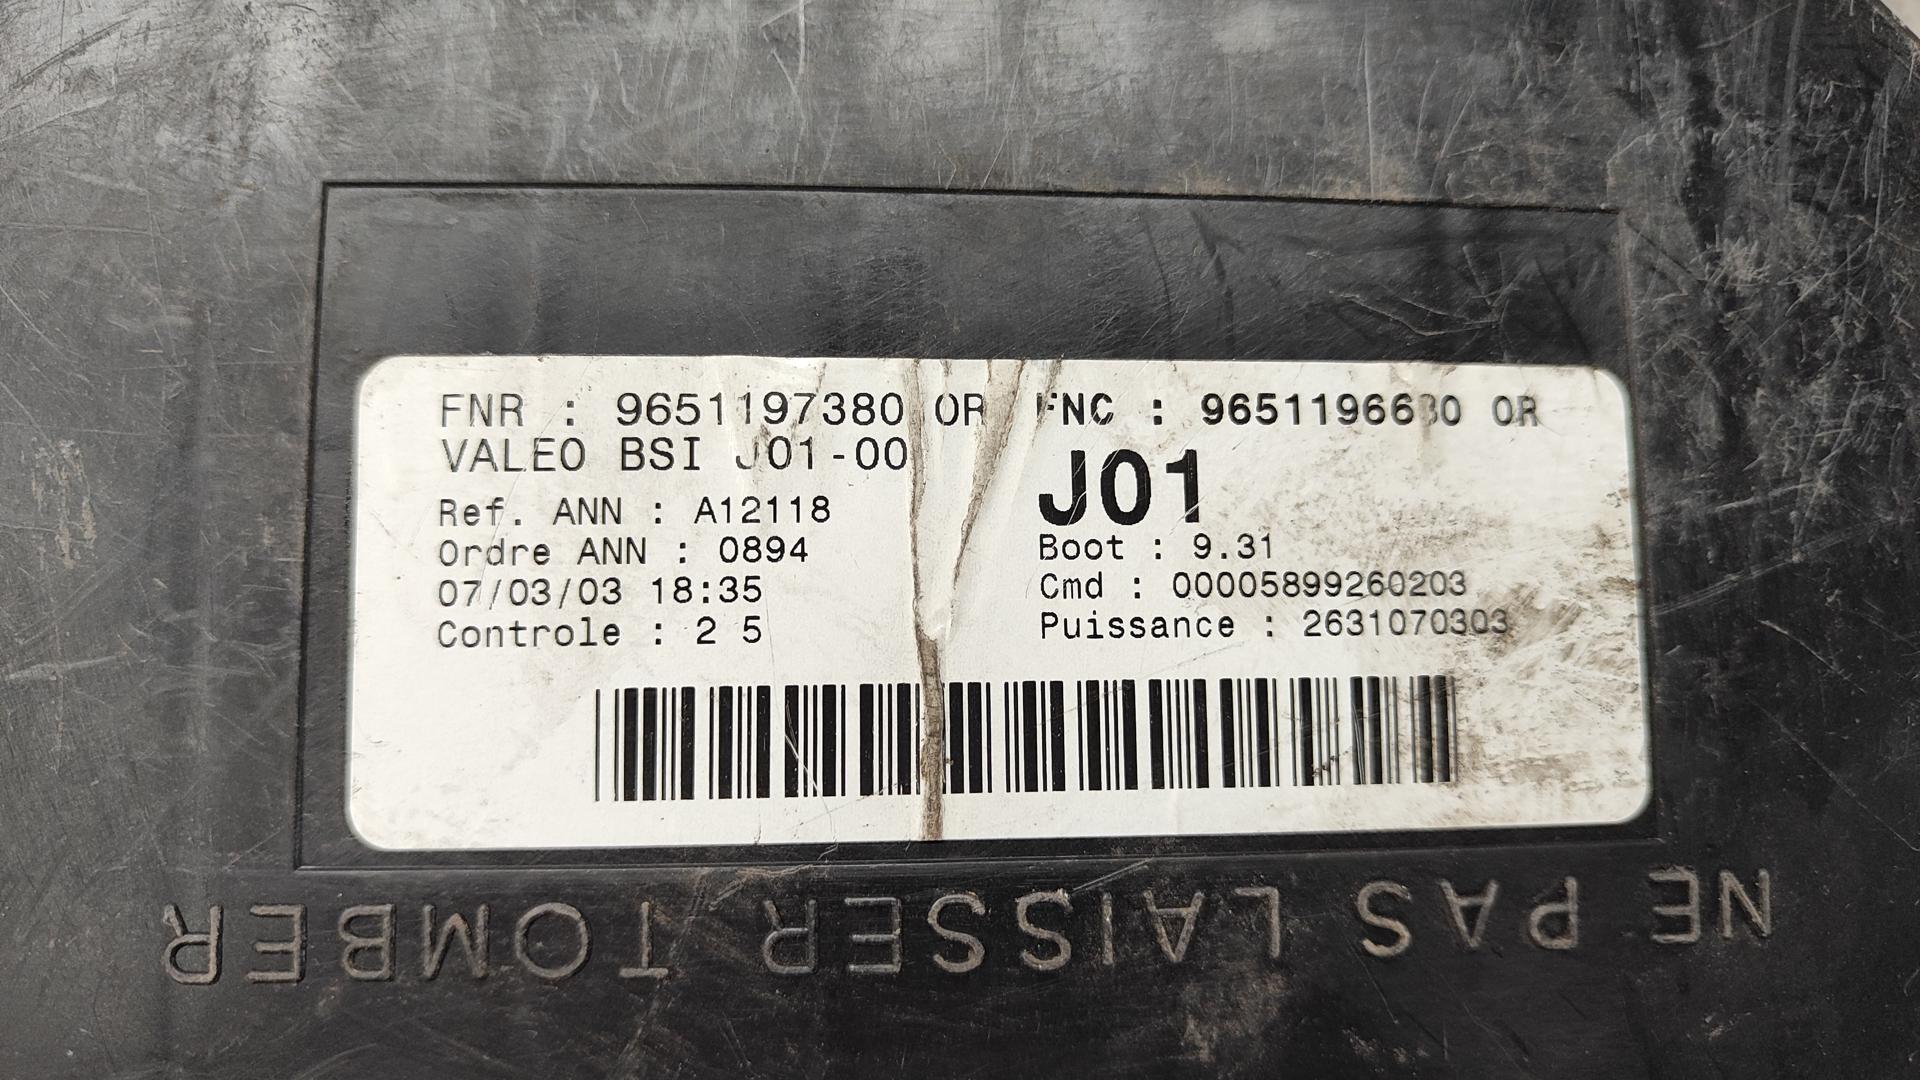 FNR : 9651197380 OR
VALEO BSI J01-00
Ref. ANN : A12118
Ordre ANN : 0894
07/03/03 18:35
Controle : 2 5
FNC : OR
J01
Boot : 9.31
Cmd : 00005899260203
Puissance : 2631070303
NE PAS LAISSER TOMBER